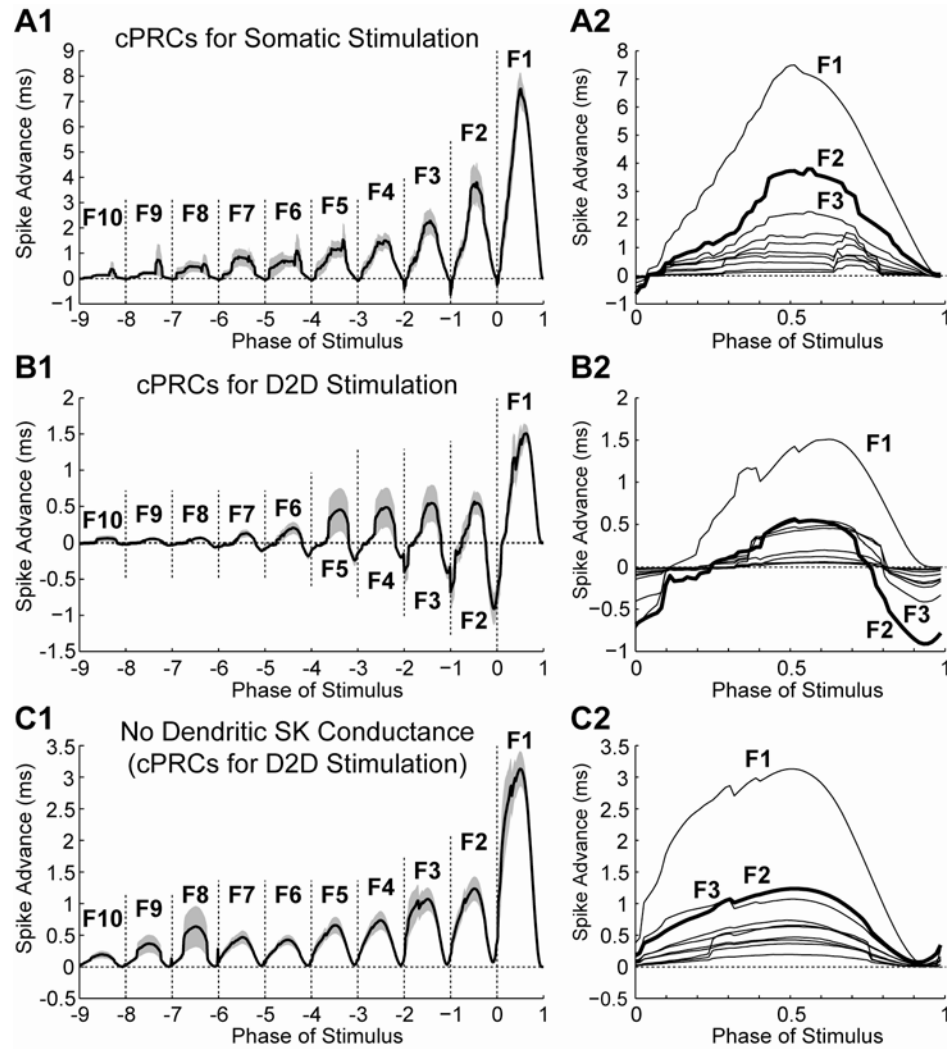 A1
cPRCs for Somatic Stimulation
Spike Advance (ms)
9
8
7
6
5
4
3
2
1
0
−1
F10 F9 F8 F7 F6 F5 F4 F3 F2 F1
-9 -8 -7 -6 -5 -4 -3 -2 −1 0 1
Phase of Stimulus
A2
Spike Advance (ms)
8
7
6
5
4
3
2
1
0
−1
F1
F2
F3
0 0.5 1
Phase of Stimulus
B1
cPRCs for D2D Stimulation
Spike Advance (ms)
2
1.5
1
0.5
0
−0.5
−1
-1.5
F10 F9 F8 F7 F6 F5 F4 F3 F2 F1
-9 -8 -7 -6 -5 -4 -3 -2 −1 0 1
Phase of Stimulus
B2
Spike Advance (ms)
2
1.5
1
0.5
0
−0.5
−1
F1
F3
F2
0 0.5 1
Phase of Stimulus
C1
No Dendritic SK Conductance
(cPRCs for D2D Stimulation)
Spike Advance (ms)
3.5
3
2.5
2
1.5
1
0.5
0
−0.5
F10 F9 F8 F7 F6 F5 F4 F3 F2 F1
-9 -8 -7 -6 -5 -4 -3 -2 −1 0 1
Phase of Stimulus
C2
Spike Advance (ms)
3.5
3
2.5
2
1.5
1
0.5
0
−0.5
F1
F3 F2
0 0.5 1
Phase of Stimulus